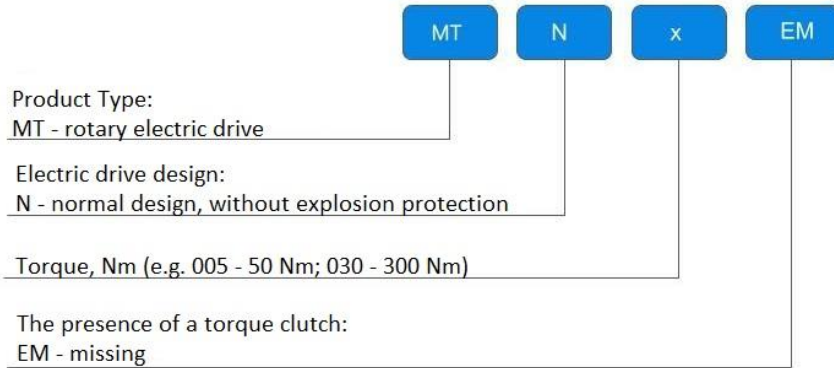 MT N x EM
Product Type:
MT - rotary electric drive
Electric drive design:
N - normal design, without explosion protection
Torque, Nm (e.g. 005 - 50 Nm; 030 - 300 Nm)
The presence of a torque clutch:
EM - missing